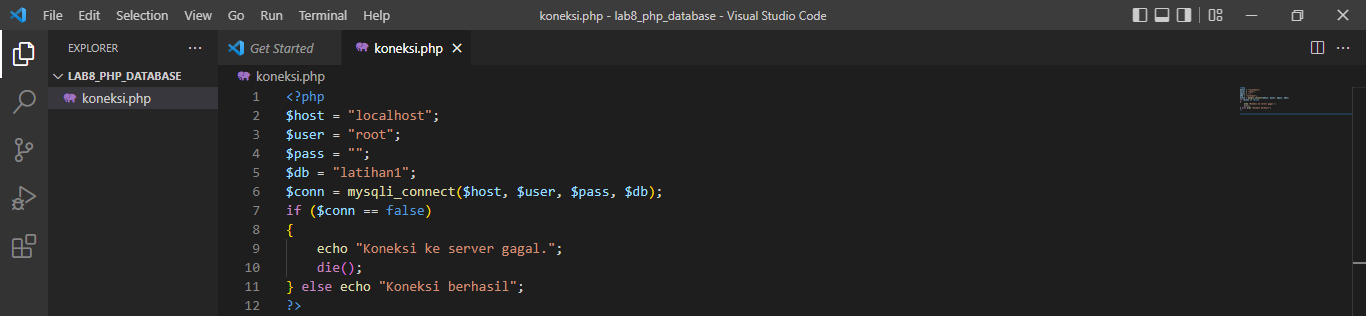 File Edit Selection View Go Run Terminal Help koneksi.php - lab8_php_database - Visual Studio Code
EXPLORER
LAB8_PHP_DATABASE
koneksi.php
Get Started koneksi.php
koneksi.php
1 <?php
2 $host = "localhost";
3 $user = "root";
4 $pass = "";
5 $db = "latihan1";
6 $conn = mysqli_connect($host, $user, $pass, $db);
7 if ($conn == false)
8 {
9     echo "Koneksi ke server gagal.";
10     die();
11 } else echo "Koneksi berhasil";
12 ?>